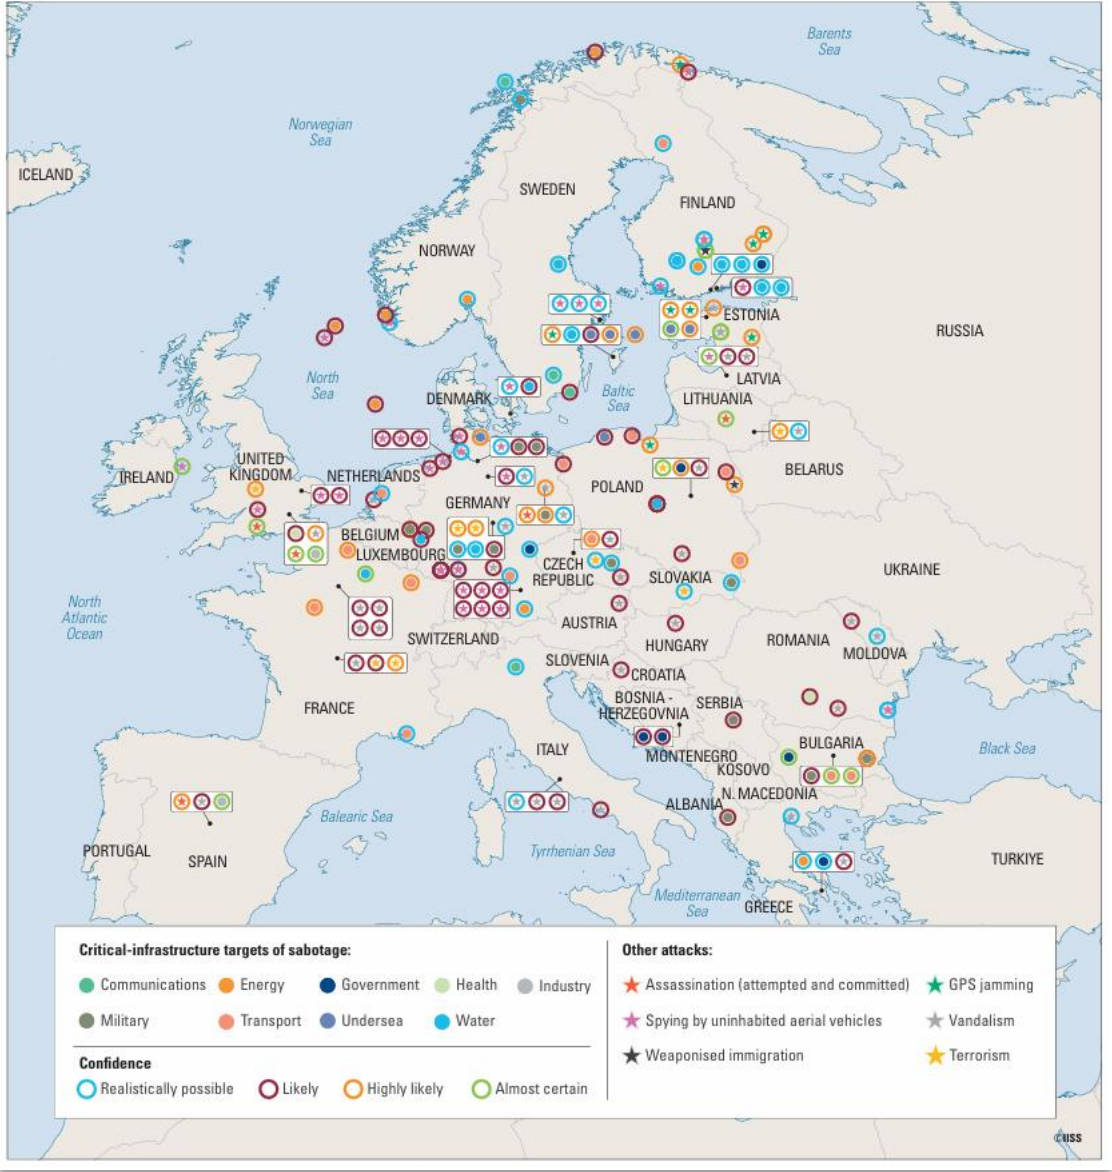 Barents
Sea
Norwegian
Sea
ICELAND
SWEDEN
FINLAND
NORWAY
ESTONIA
RUSSIA
North
Sea
LATVIA
DENMARK
Baltic
Sea
LITHUANIA
UNITED
KINGDOM
IRELAND
NETHERLANDS
BELARUS
POLAND
GERMANY
BELGIUM
LUXEMBOURG
CZECH
REPUBLIC
SLOVAKIA
UKRAINE
North
Atlantic
Ocean
AUSTRIA
SWITZERLAND
HUNGARY
ROMANIA
MOLDOVA
SLOVENIA
CROATIA
BOSNIA -
HERZEGOVNIA
SERBIA
FRANCE
ITALY
BULGARIA
Black Sea
MONTENEGRO
KOSOVO
N. MACEDONIA
ALBANIA
Balearic Sea
PORTUGAL
SPAIN
Tyrrhenian Sea
TURKIYE
Mediterranean
Sea
GREECE
Critical-infrastructure targets of sabotage:
Communications Energy Government Health Industry
Military Transport Undersea Water
Confidence
Realistically possible Likely Highly likely Almost certain
Other attacks:
Assassination (attempted and committed) GPS jamming
Spying by uninhabited aerial vehicles Vandalism
Weaponised immigration Terrorism
©IISS